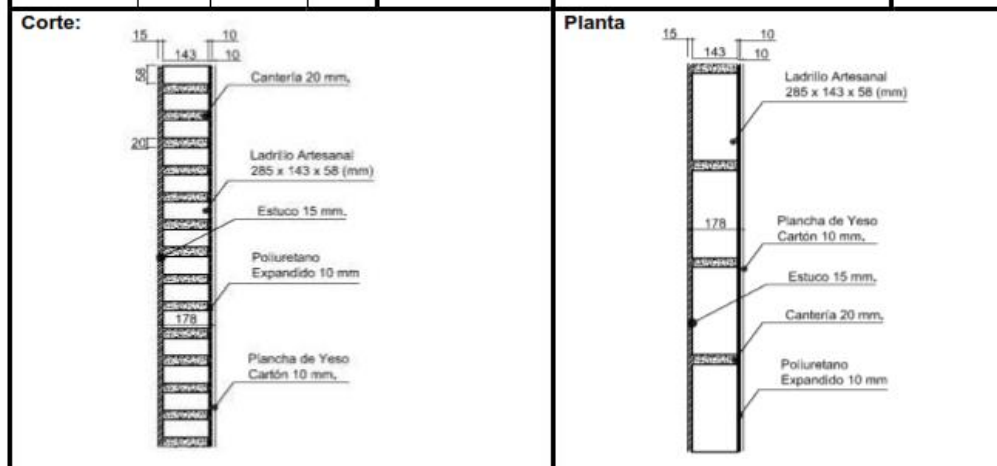 Corte:
15
10
143
10
58
Cantería 20 mm.
20
Ladrillo Artesanal
285 x 143 x 58 (mm)
Estuco 15 mm.
Poliuretano
Expandido 10 mm
178
Plancha de Yeso
Cartón 10 mm.
Planta
15
10
143
10
Ladrillo Artesanal
285 x 143 x 58 (mm)
178
Plancha de Yeso
Cartón 10 mm.
Estuco 15 mm.
Cantería 20 mm.
Poliuretano
Expandido 10 mm